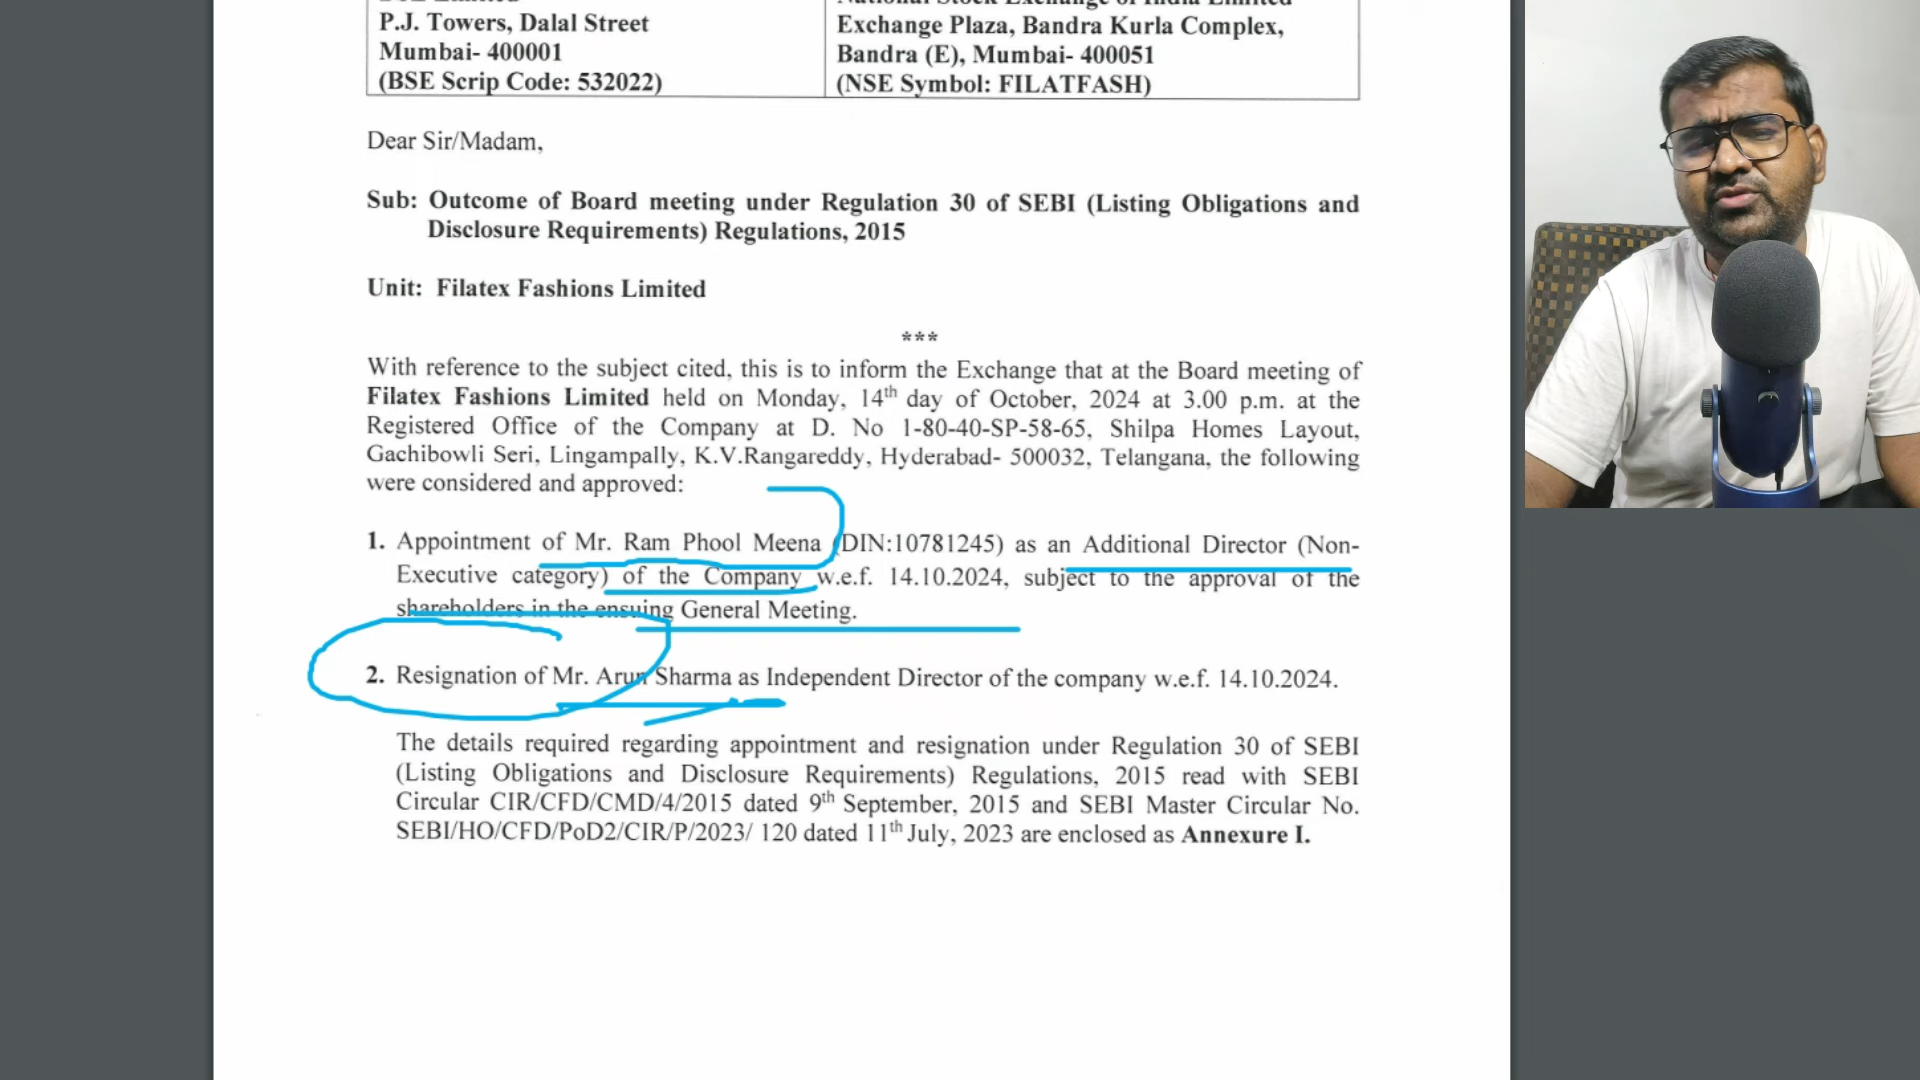 P.J. Towers, Dalal Street
Mumbai- 400001
(BSE Scrip Code: 532022)
National Stock Exchange of India Limited
Exchange Plaza, Bandra Kurla Complex,
Bandra (E), Mumbai- 400051
(NSE Symbol: FILATFASH)
Dear Sir/Madam,
Sub: Outcome of Board meeting under Regulation 30 of SEBI (Listing Obligations and
Disclosure Requirements) Regulations, 2015
Unit: Filatex Fashions Limited
***
With reference to the subject cited, this is to inform the Exchange that at the Board meeting of
Filatex Fashions Limited held on Monday, 14th day of October, 2024 at 3.00 p.m. at the
Registered Office of the Company at D. No 1-80-40-SP-58-65, Shilpa Homes Layout,
Gachibowli Seri, Lingampally, K.V.Rangareddy, Hyderabad- 500032, Telangana, the following
were considered and approved:
1. Appointment of Mr. Ram Phool Meena (DIN:10781245) as an Additional Director (Non-
Executive category) of the Company w.e.f. 14.10.2024, subject to the approval of the
shareholders in the ensuing General Meeting.
2. Resignation of Mr. Arun Sharma as Independent Director of the company w.e.f. 14.10.2024.
The details required regarding appointment and resignation under Regulation 30 of SEBI
(Listing Obligations and Disclosure Requirements) Regulations, 2015 read with SEBI
Circular CIR/CFD/CMD/4/2015 dated 9th September, 2015 and SEBI Master Circular No.
SEBI/HO/CFD/PoD2/CIR/P/2023/ 120 dated 11th July, 2023 are enclosed as Annexure I.